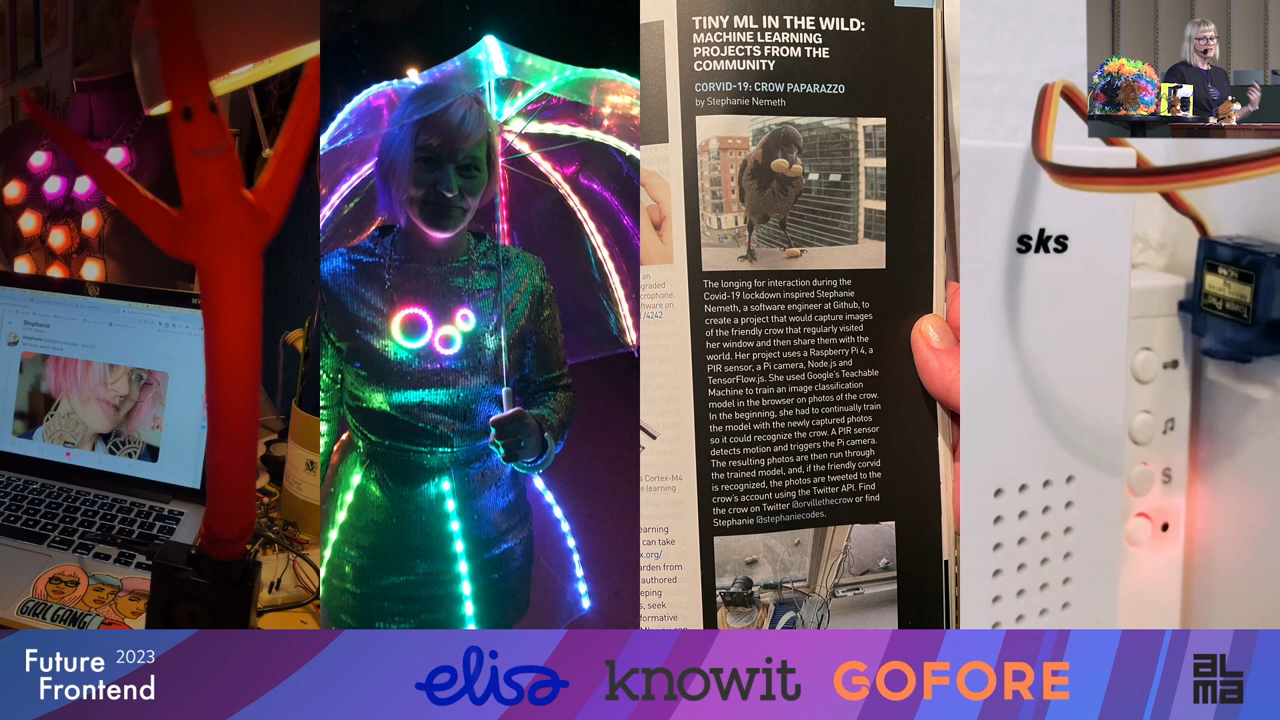 Stephanie
GIRL GANG
TINY ML IN THE WILD:
MACHINE LEARNING
PROJECTS FROM THE
COMMUNITY
CORVID-19: CROW PAPARAZZO
by Stephanie Nemeth
The longing for interaction during the
Covid-19 lockdown inspired Stephanie
Nemeth, a software engineer at Github, to
create a project that would capture images
of the friendly crow that regularly visited
her window and then share them with the
world. Her project uses a Raspberry Pi 4, a
PIR sensor, a Pi camera, Node.js and
TensorFlow.js. She used Google's Teachable
Machine to train an image classification
model in the browser on photos of the crow.
In the beginning, she had to continually train
the model with the newly captured photos
so it could recognize the crow. A PIR sensor
detects motion and triggers the Pi camera.
The resulting photos are then run through
the trained model, and, if the friendly corvid
is recognized, the photos are tweeted to the
crow's account using the Twitter API. Find
the crow on Twitter @orvillethecrow or find
Stephanie @stephaniecodes.
sks
S
Future 2023
Frontend
elisa
knowit
GOFORE
alma